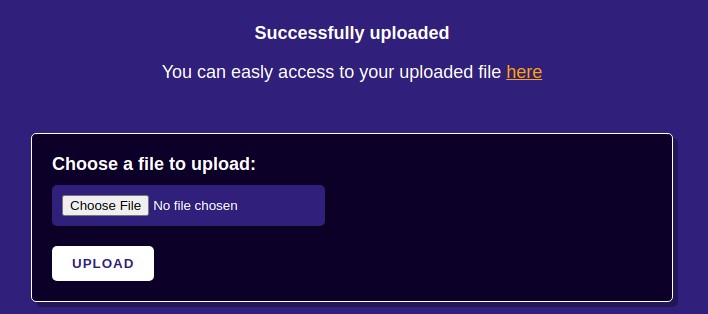 Successfully uploaded
You can easly access to your uploaded file here
Choose a file to upload:
Choose File No file chosen
UPLOAD